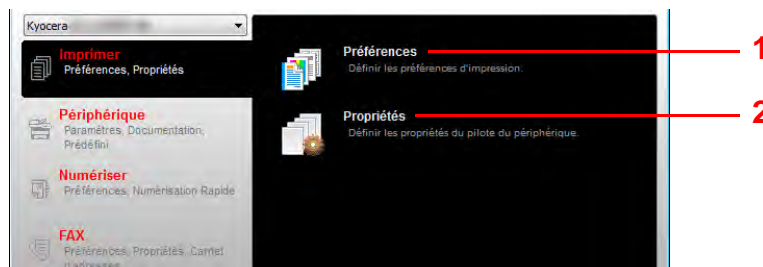 Kyocera
Imprimer
Préférences, Propriétés
Périphérique
Paramètres, Documentation,
Prédéfini
Numériser
Préférences, Numérisation Rapide
FAX
Préférences, Propriétés, Carnet
d'adresses
Préférences
Définir les préférences d'impression.
Propriétés
Définir les propriétés du pilote du périphérique.
1
2